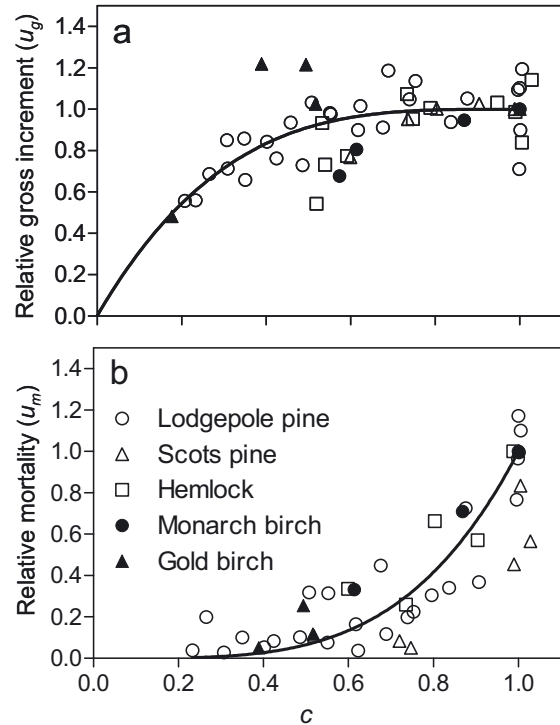 a
Relative gross increment (u_g)
1.4
1.2
1.0
0.8
0.6
0.4
0.2
0.0
b
Relative mortality (u_m)
1.4
1.2
1.0
0.8
0.6
0.4
0.2
0.0
Lodgepole pine
Scots pine
Hemlock
Monarch birch
Gold birch
0.0 0.2 0.4 0.6 0.8 1.0
c